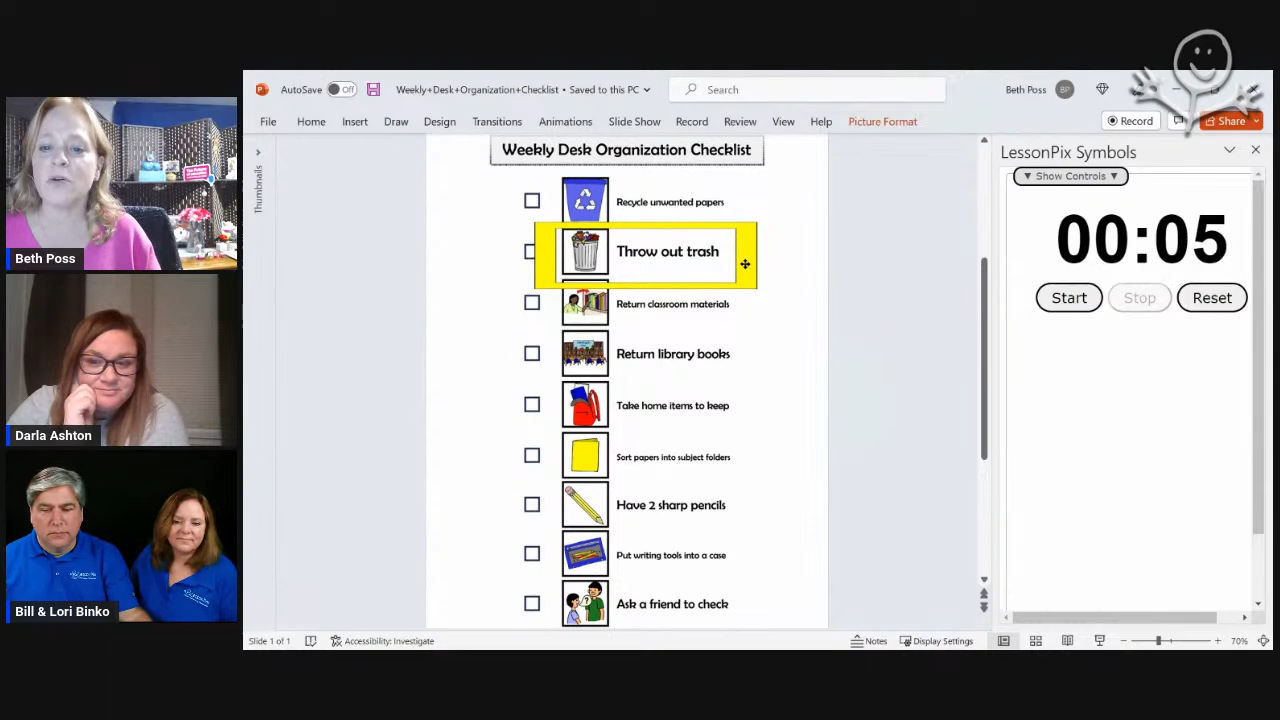 AutoSave Off Weekly+Desk+Organization+Checklist • Saved to this PC Search Beth Poss BP
File Home Insert Draw Design Transitions Animations Slide Show Record Review View Help Picture Format Record Share
Thumbnails
Weekly Desk Organization Checklist
Recycle unwanted papers
Throw out trash
Return classroom materials
Return library books
Take home items to keep
Sort papers into subject folders
Have 2 sharp pencils
Put writing tools into a case
Ask a friend to check
LessonPix Symbols
▼ Show Controls ▼
00:05
Start Stop Reset
Beth Poss
Darla Ashton
Bill & Lori Binko
Slide 1 of 1 Accessibility: Investigate Notes Display Settings 70%